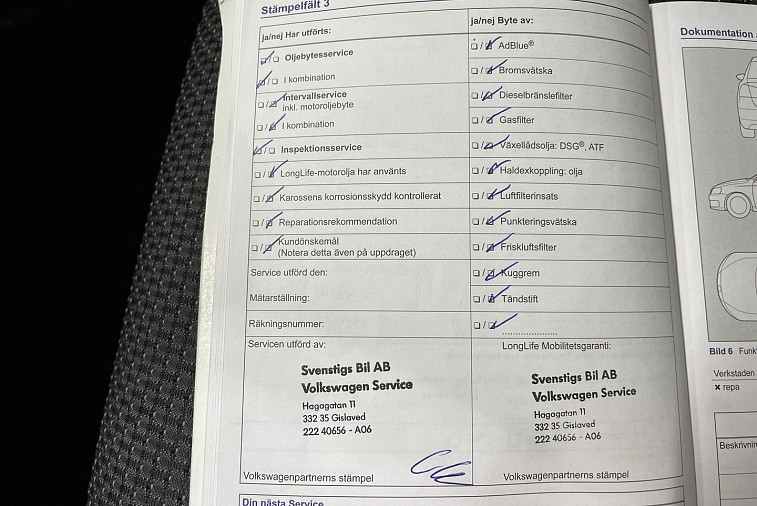 Stämpelfält 3
ja/nej Har utförts:
Oljebytesservice
I kombination
Intervallservice
inkl. motoroljebyte
I kombination
Inspektionsservice
LongLife-motorolja har använts
Karossens korrosionsskydd kontrollerat
Reparationsrekommendation
Kundönskemål
(Notera detta även på uppdraget)
Service utförd den:
Mätarställning:
Räkningsnummer:
Servicen utförd av:
Svenstigs Bil AB
Volkswagen Service
Hagagatan 11
332 35 Gislaved
222 40656 - A06
Volkswagenpartnerns stämpel
ja/nej Byte av:
AdBlue®
Bromsvätska
Dieselbränslefilter
Gasfilter
Växellådsolja: DSG®, ATF
Haldexkoppling: olja
Luftfilterinsats
Punkteringsvätska
Friskluftsfilter
Kuggrem
Tändstift
LongLife Mobilitetsgaranti:
Svenstigs Bil AB
Volkswagen Service
Hagagatan 11
332 35 Gislaved
222 40656 - A06
Volkswagenpartnerns stämpel
Din nästa Service
Dokumentation
Bild 6 Funk
Verkstaden
× repa
Beskrivnin